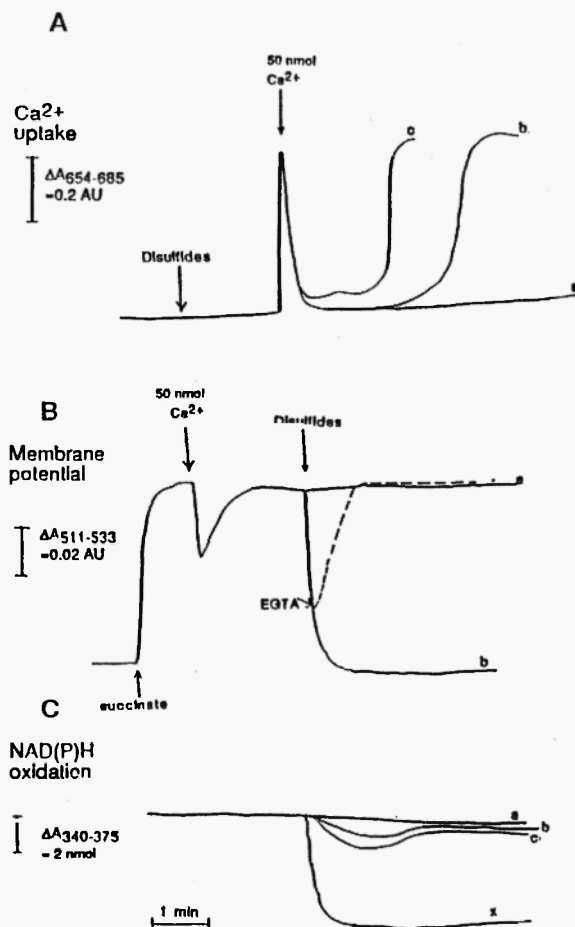 A
50 nmol
Ca2+
Ca2+
uptake
ΔA654-685
=0.2 AU
Disulfides
c
b
B
50 nmol
Ca2+
Disulfides
Membrane
potential
ΔA511-533
=0.02 AU
EGTA
b
succinate
C
NAD(P)H
oxidation
ΔA340-375
= 2 nmol
a
b
c
x
1 min